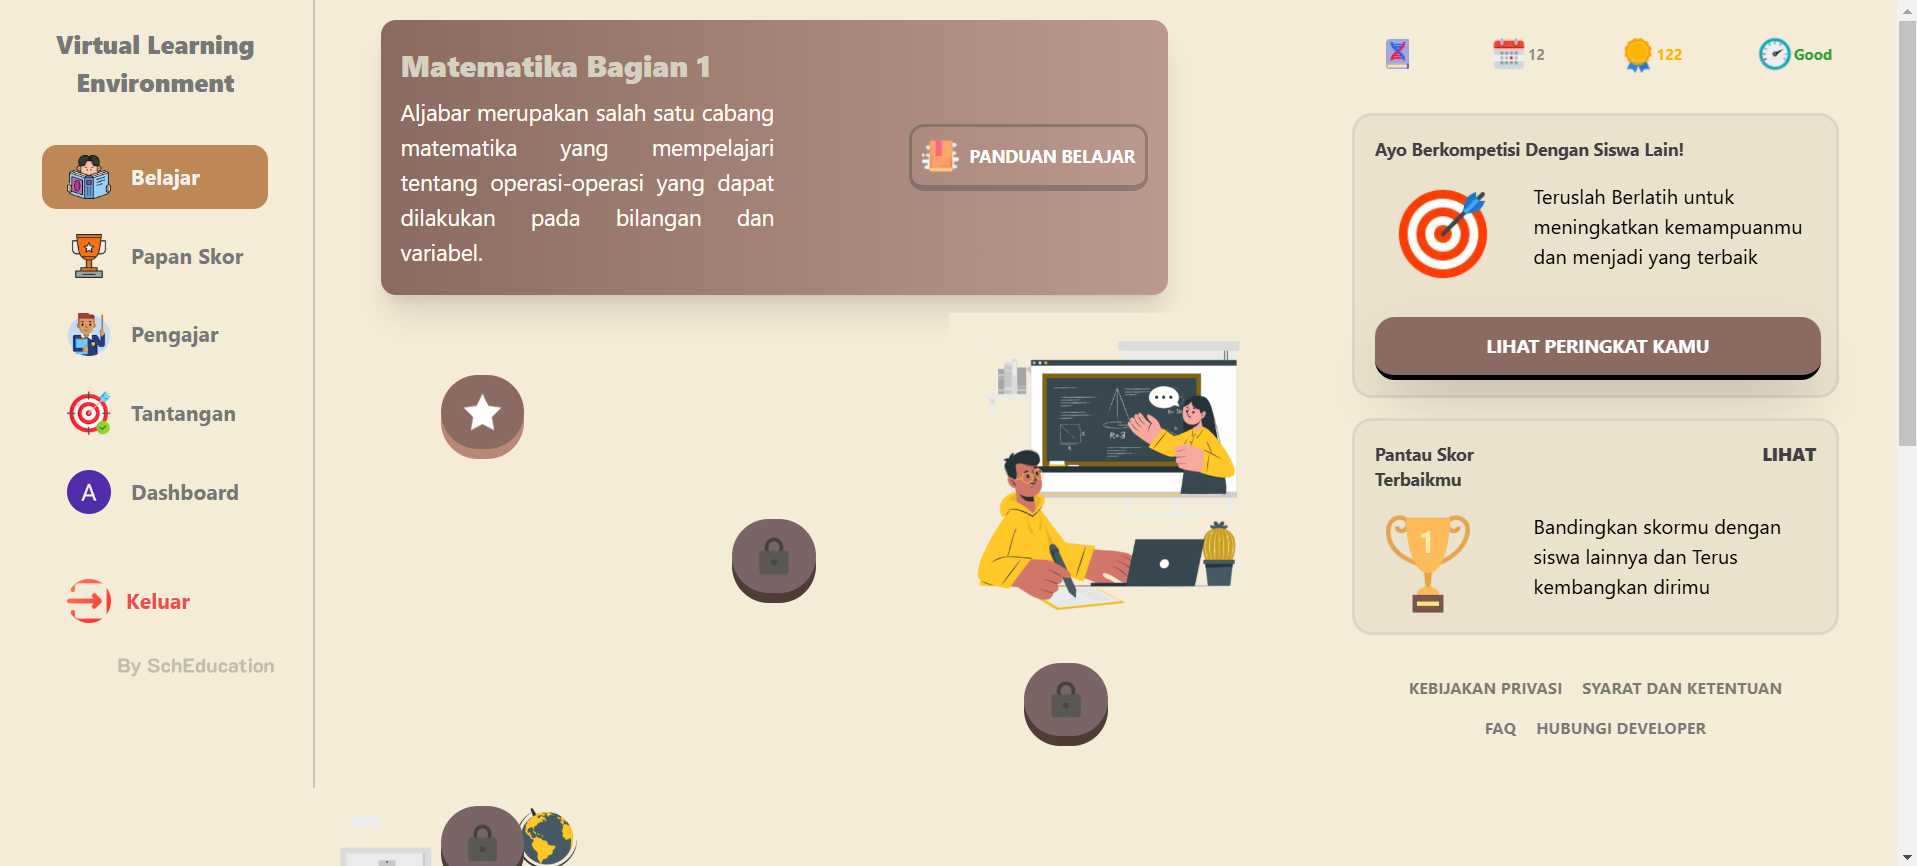 Virtual Learning
Environment
Belajar
Papan Skor
Pengajar
Tantangan
A
Dashboard
Keluar
By SchEducation
Matematika Bagian 1
Aljabar merupakan salah satu cabang
matematika yang mempelajari
tentang operasi-operasi yang dapat
dilakukan pada bilangan dan
variabel.
PANDUAN BELAJAR
12
122
Good
Ayo Berkompetisi Dengan Siswa Lain!
Teruslah Berlatih untuk
meningkatkan kemampuanmu
dan menjadi yang terbaik
LIHAT PERINGKAT KAMU
Pantau Skor
Terbaikmu
LIHAT
1
Bandingkan skormu dengan
siswa lainnya dan Terus
kembangkan dirimu
KEBIJAKAN PRIVASI SYARAT DAN KETENTUAN
FAQ HUBUNGI DEVELOPER